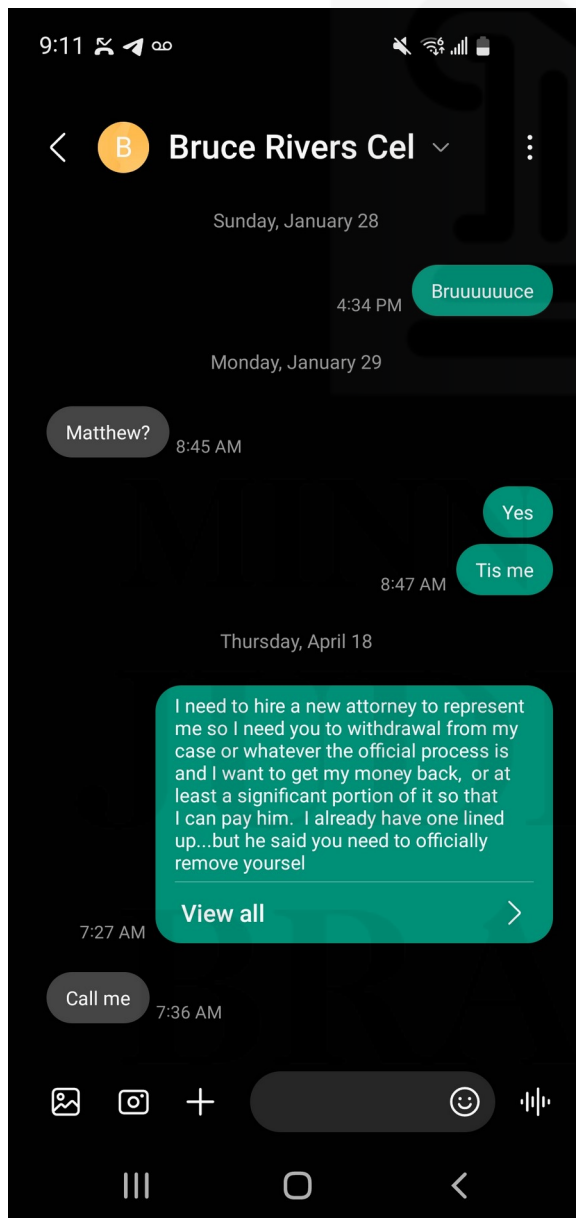 9:11
B Bruce Rivers Cel
Sunday, January 28
Bruuuuuuce
4:34 PM
Monday, January 29
Matthew?
8:45 AM
Yes
Tis me
8:47 AM
Thursday, April 18
I need to hire a new attorney to represent
me so I need you to withdrawal from my
case or whatever the official process is
and I want to get my money back, or at
least a significant portion of it so that
I can pay him. I already have one lined
up...but he said you need to officially
remove yoursel
View all
7:27 AM
Call me
7:36 AM